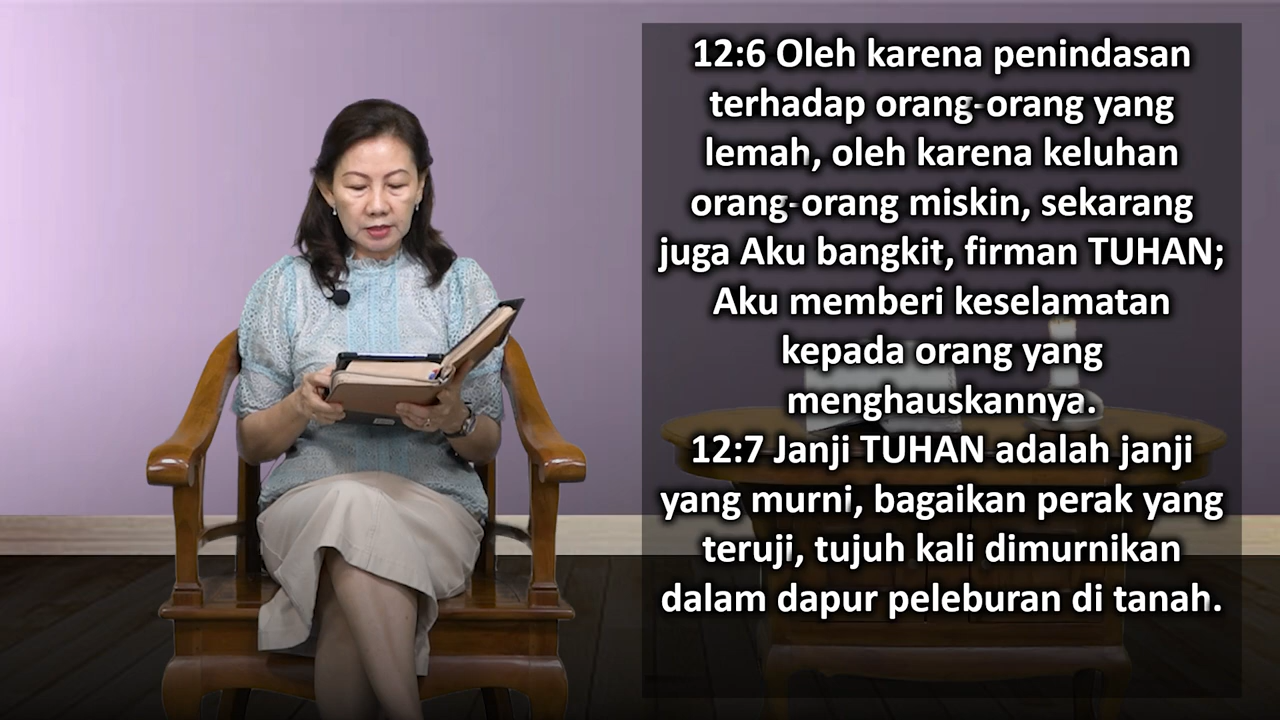 12:6 Oleh karena penindasan
terhadap orang-orang yang
lemah, oleh karena keluhan
orang-orang miskin, sekarang
juga Aku bangkit, firman TUHAN;
Aku memberi keselamatan
kepada orang yang
menghauskannya.
12:7 Janji TUHAN adalah janji
yang murni, bagaikan perak yang
teruji, tujuh kali dimurnikan
dalam dapur peleburan di tanah.